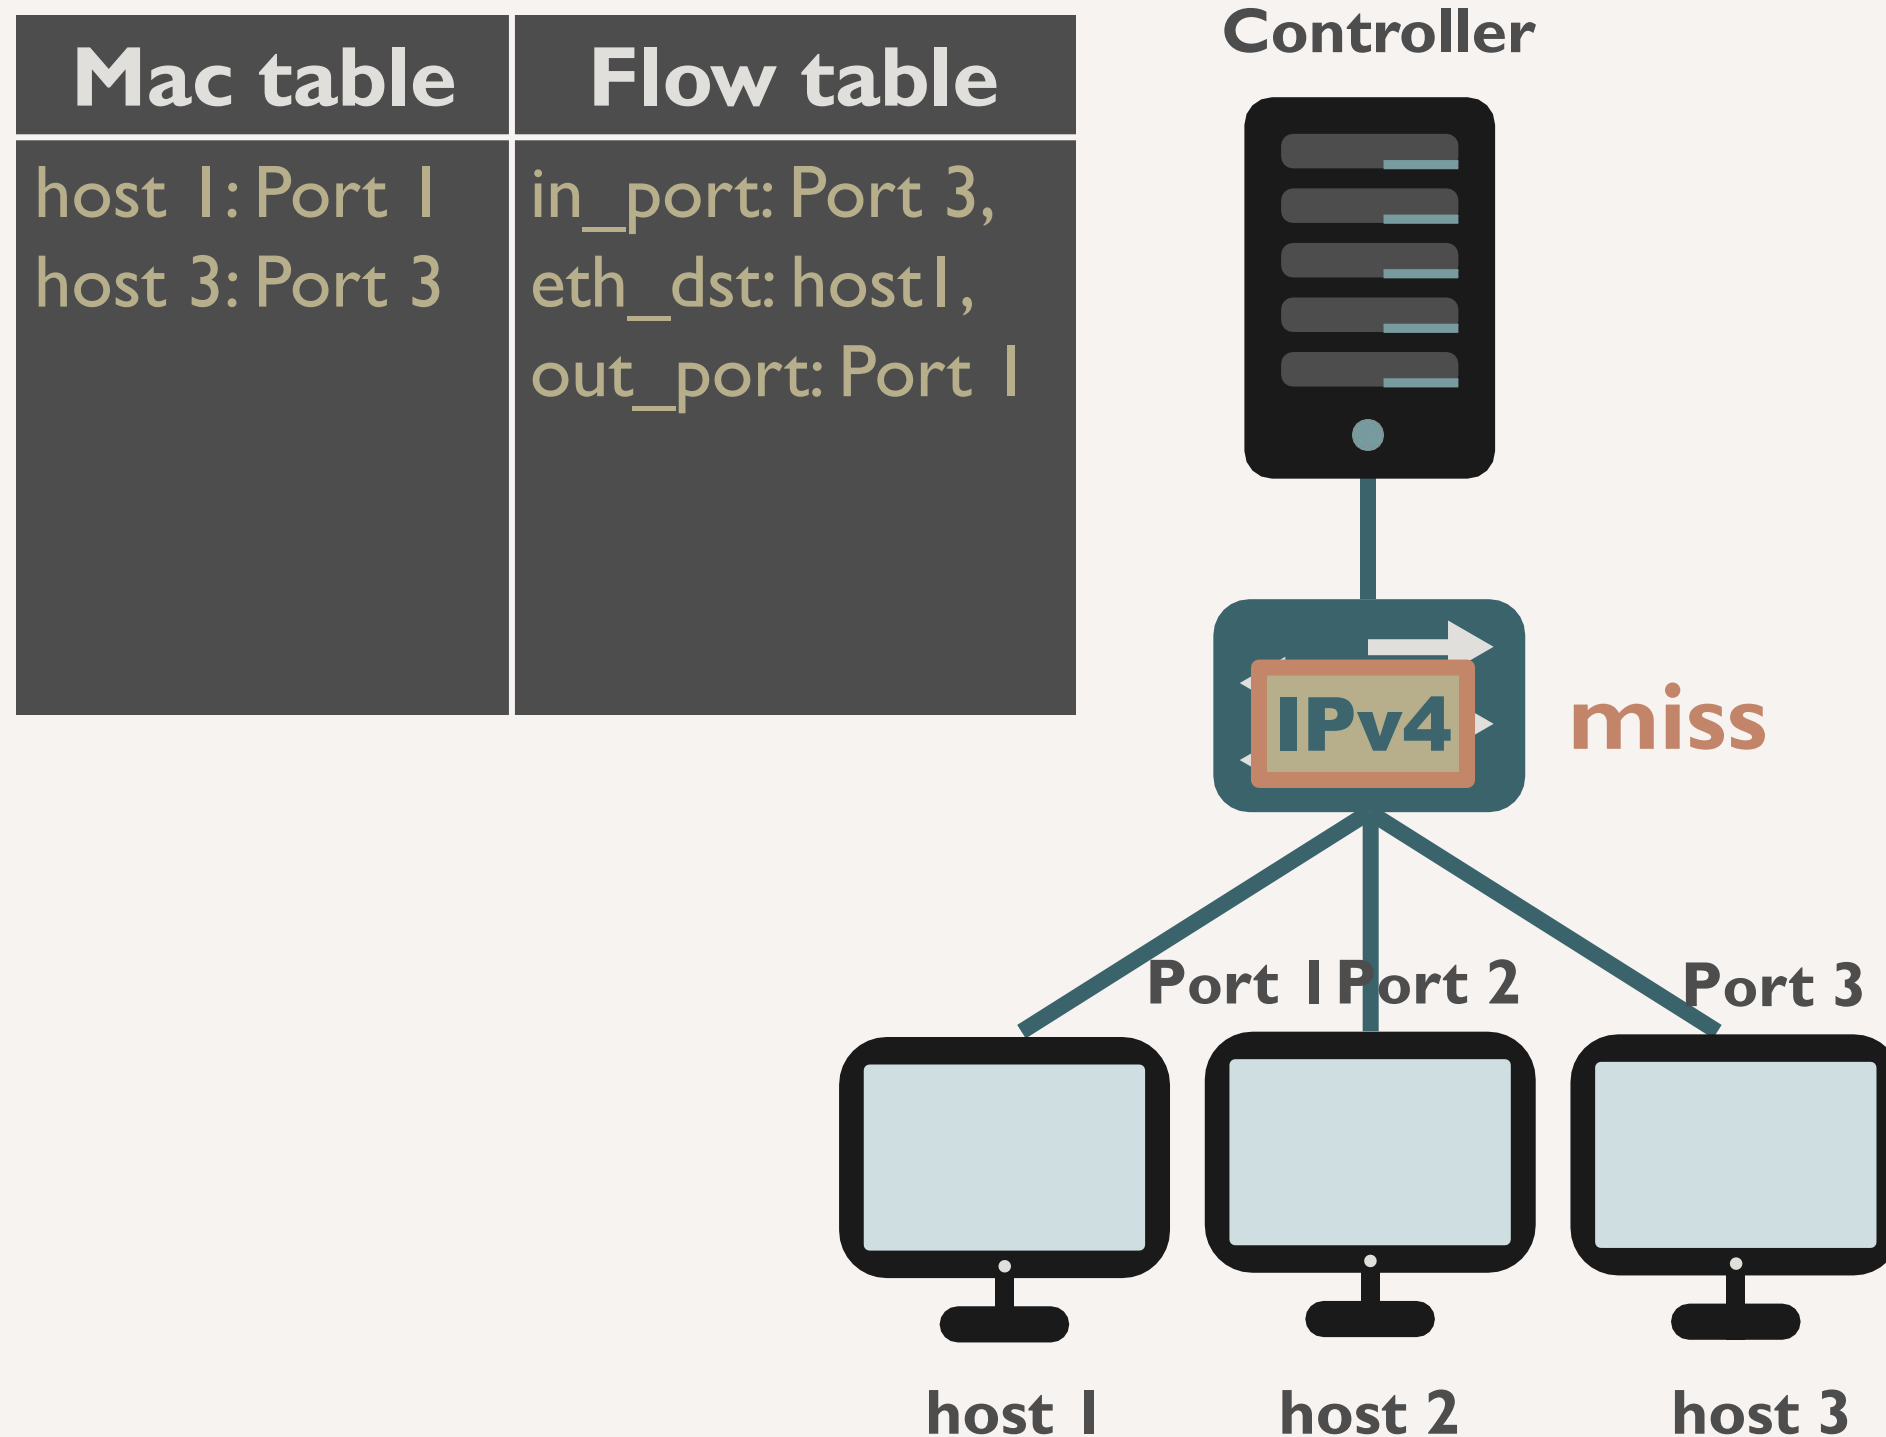 Mac table
Flow table
host 1: Port 1
host 3: Port 3
in_port: Port 3,
eth_dst: host1,
out_port: Port 1
Controller
IPv4
miss
Port 1
Port 2
Port 3
host 1
host 2
host 3